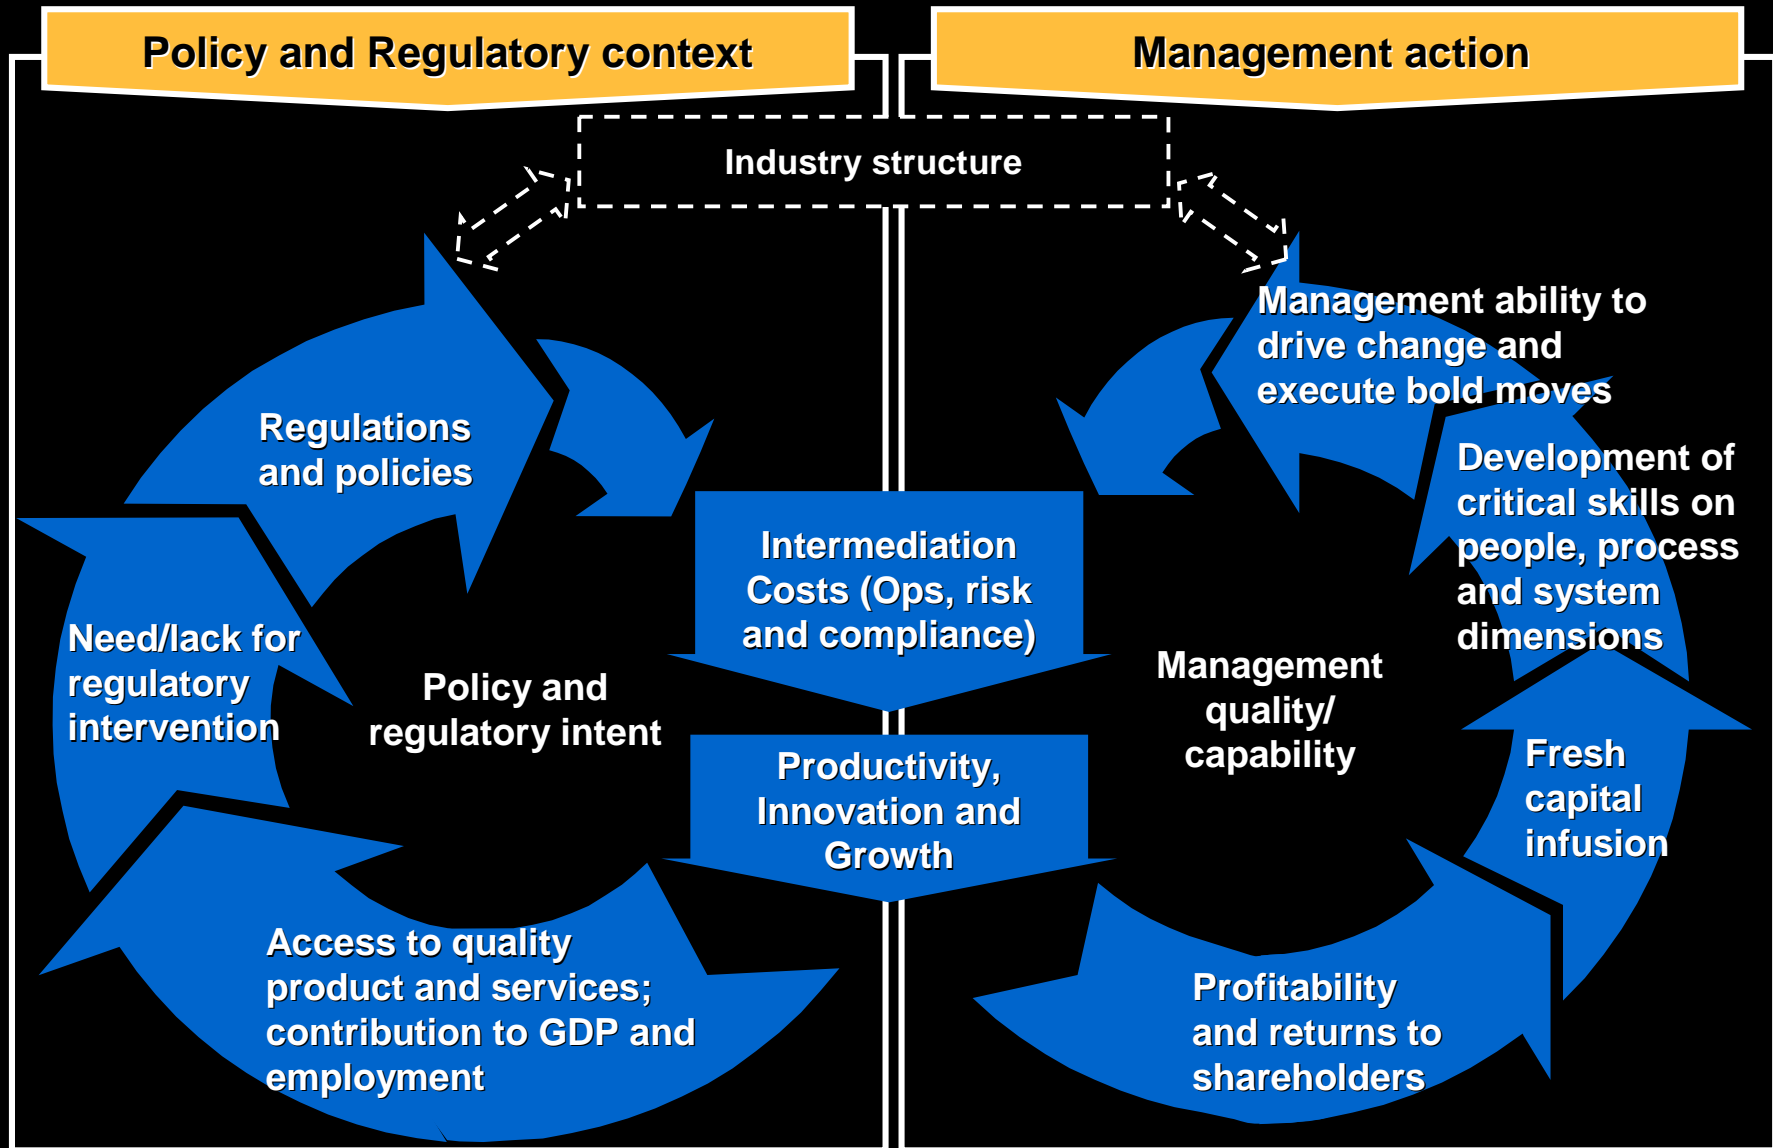 Policy and Regulatory context
Management action
Industry structure
Regulations
and policies
Need/lack for
regulatory
intervention
Policy and
regulatory intent
Access to quality
product and services;
contribution to GDP and
employment
Intermediation
Costs (Ops, risk
and compliance)
Productivity,
Innovation and
Growth
Management ability to
drive change and
execute bold moves
Development of
critical skills on
people, process
and system
dimensions
Management
quality/
capability
Fresh
capital
infusion
Profitability
and returns to
shareholders